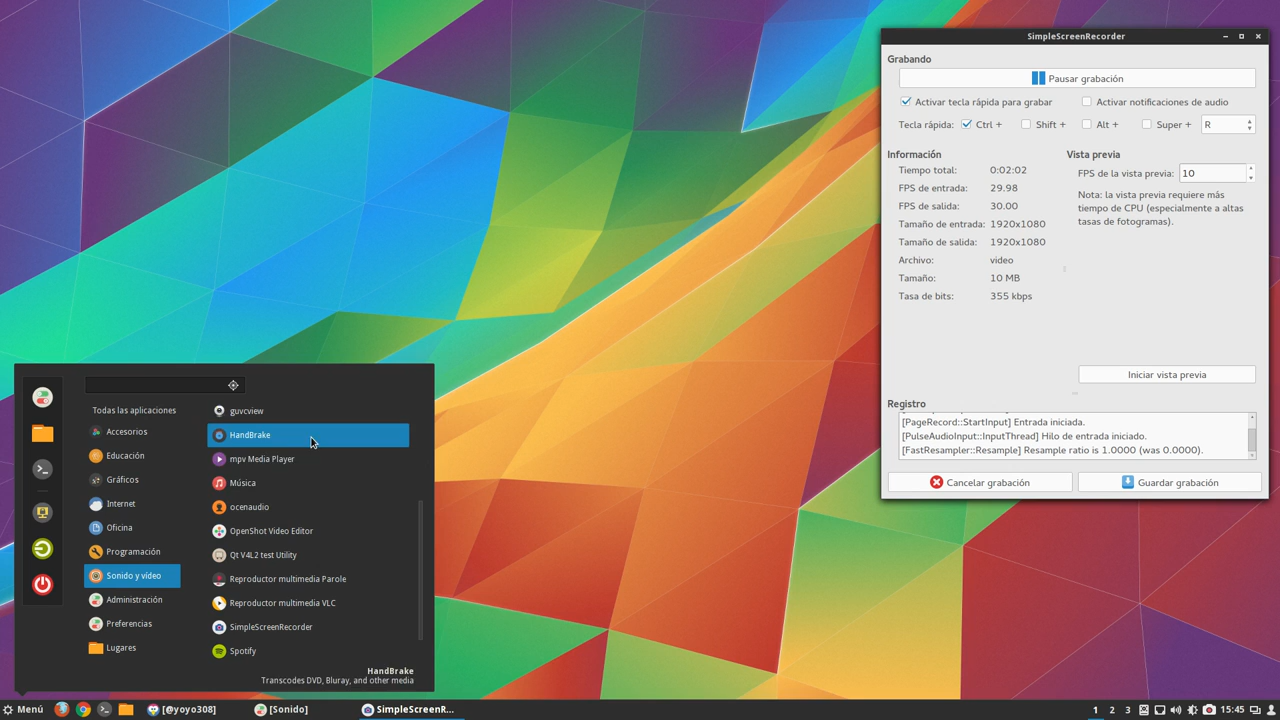 SimpleScreenRecorder
Grabando
Pausar grabación
Activar tecla rápida para grabar
Activar notificaciones de audio
Tecla rápida: Ctrl + Shift + Alt + Super + R
Información
Tiempo total: 0:02:02
FPS de entrada: 29.98
FPS de salida: 30.00
Tamaño de entrada: 1920x1080
Tamaño de salida: 1920x1080
Archivo: video
Tamaño: 10 MB
Tasa de bits: 355 kbps
Vista previa
FPS de la vista previa: 10
Nota: la vista previa requiere más
tiempo de CPU (especialmente a altas
tasas de fotogramas).
Iniciar vista previa
Registro
[PageRecord::StartInput] Entrada iniciada.
[PulseAudioInput::InputThread] Hilo de entrada iniciado.
[FastResampler::Resample] Resample ratio is 1.0000 (was 0.0000).
Cancelar grabación
Guardar grabación
Todas las aplicaciones
Accesorios
Educación
Gráficos
Internet
Oficina
Programación
Sonido y vídeo
Administración
Preferencias
Lugares
guvcview
HandBrake
mpv Media Player
Música
ocenaudio
OpenShot Video Editor
Qt V4L2 test Utility
Reproductor multimedia Parole
Reproductor multimedia VLC
SimpleScreenRecorder
Spotify
HandBrake
Transcodes DVD, Bluray, and other media
Menú
[@yoyo308]
[Sonido]
SimpleScreenR...
1 2 3
15:45